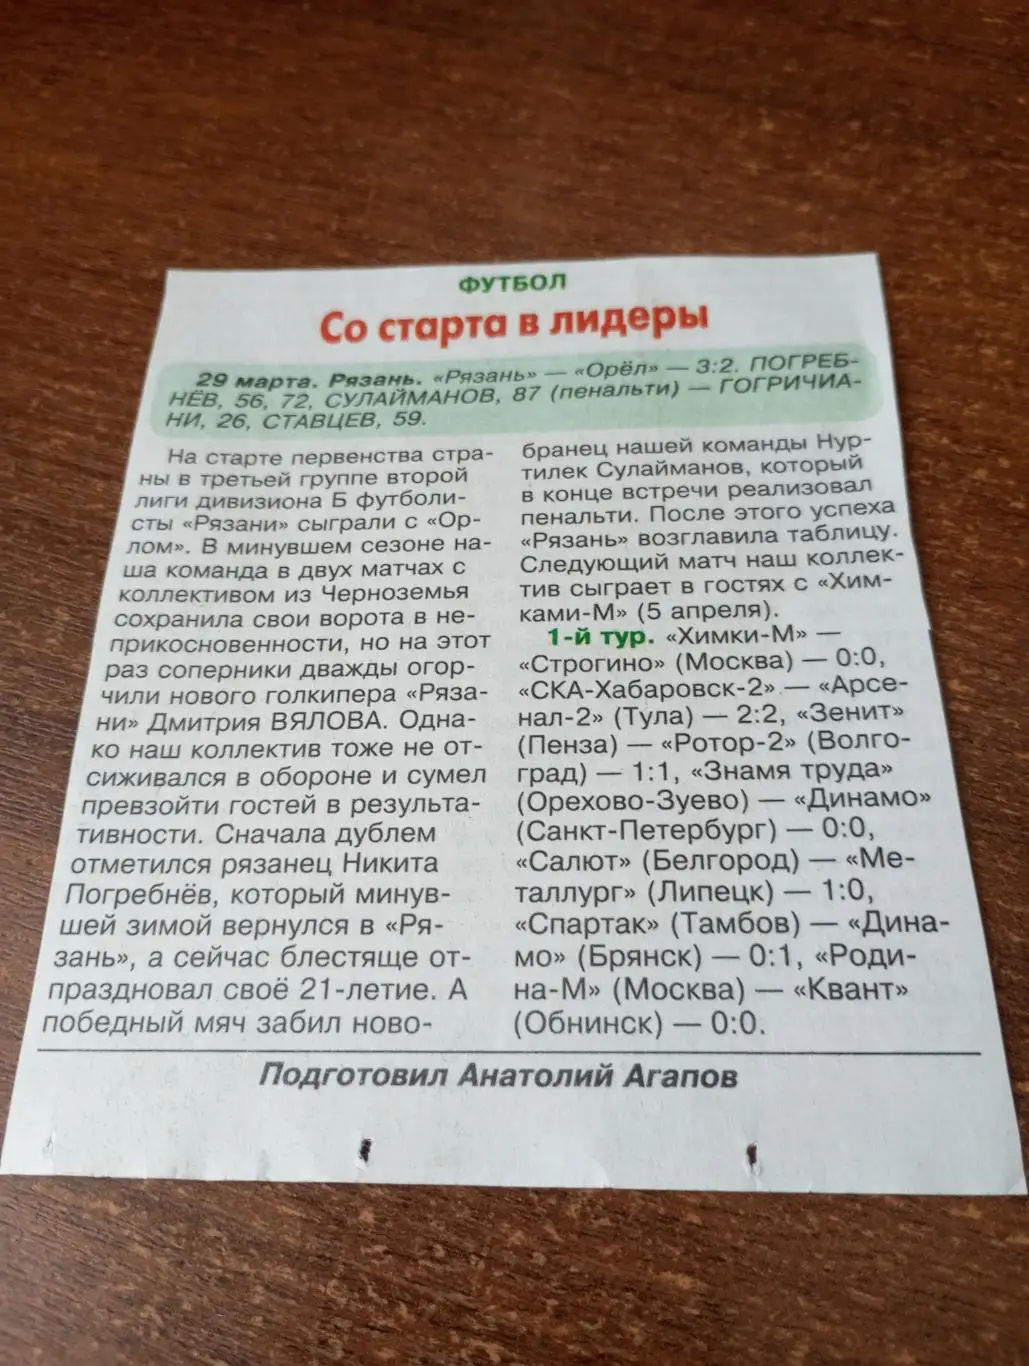 ФУТБОЛ
Со старта в лидеры
29 марта. Рязань. «Рязань» — «Орёл» — 3:2. ПОГРЕБ-
НЁВ, 56, 72, СУЛАЙМАНОВ, 87 (пенальти) — ГОГРИЧИА-
НИ, 26, СТАВЦЕВ, 59.
На старте первенства стра-
ны в третьей группе второй
лиги дивизиона Б футболи-
сты «Рязани» сыграли с «Ор-
лом». В минувшем сезоне на-
ша команда в двух матчах с
коллективом из Черноземья
сохранила свои ворота в не-
прикосновенности, но на этот
раз соперники дважды огор-
чили нового голкипера «Ряза-
ни» Дмитрия ВЯЛОВА. Одна-
ко наш коллектив тоже не от-
сиживался в обороне и сумел
превзойти гостей в результа-
тивности. Сначала дублем
отметился рязанец Никита
Погребнёв, который минув-
шей зимой вернулся в «Ря-
зань», а сейчас блестяще от-
праздновал своё 21-летие. А
победный мяч забил ново-
бранец нашей команды Нур-
тилек Сулайманов, который
в конце встречи реализовал
пенальти. После этого успеха
«Рязань» возглавила таблицу.
Следующий матч наш коллек-
тив сыграет в гостях с «Хим-
ками-М» (5 апреля).
1-й тур. «Химки-М» —
«Строгино» (Москва) — 0:0,
«СКА-Хабаровск-2» — «Арсе-
нал-2» (Тула) — 2:2, «Зенит»
(Пенза) — «Ротор-2» (Волго-
град) — 1:1, «Знамя труда»
(Орехово-Зуево) — «Динамо»
(Санкт-Петербург) — 0:0,
«Салют» (Белгород) — «Ме-
таллург» (Липецк) — 1:0,
«Спартак» (Тамбов) — «Дина-
мо» (Брянск) — 0:1, «Роди-
на-М» (Москва) — «Квант»
(Обнинск) — 0:0.
Подготовил Анатолий Агапов